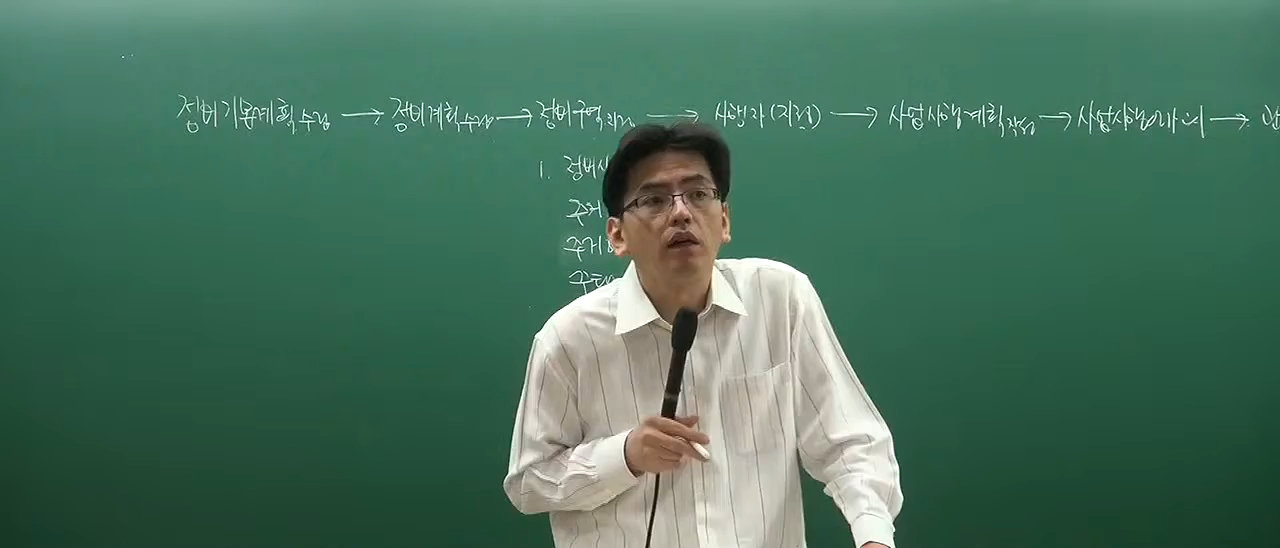 정비기본계획수립 → 정비계획수립 → 정비구역지정 → 시행자(지정) → 사업시행계획작성 → 사업시행인가 →
1. 정비사
주거
주거
주택